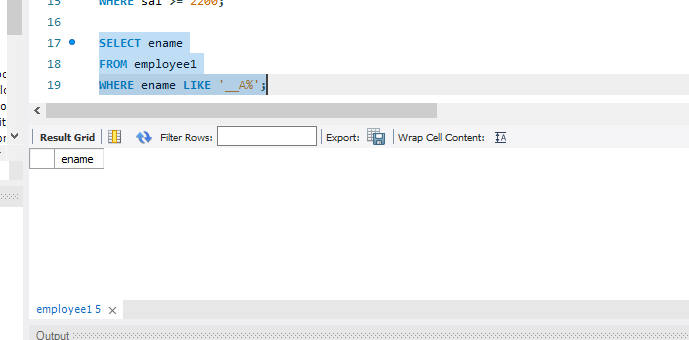 15 WHERE sal >= 2200;
16
17 SELECT ename
18 FROM employee1
19 WHERE ename LIKE '__A%';
Result Grid Filter Rows: Export: Wrap Cell Content:
ename
employee1 5
Output